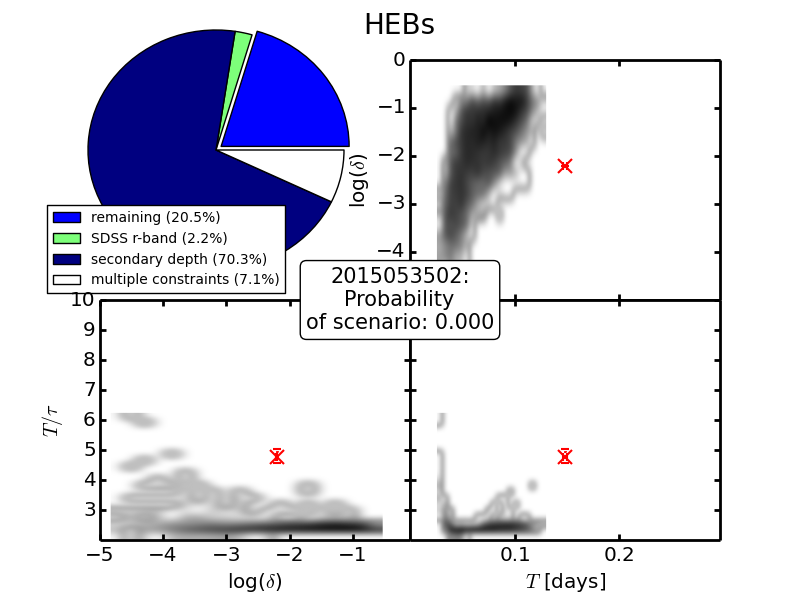 HEBs
remaining (20.5%)
SDSS r-band (2.2%)
secondary depth (70.3%)
multiple constraints (7.1%)
0
−1
−2
−3
−4
log(δ)
2015053502:
Probability
of scenario: 0.000
10
9
8
7
6
5
4
3
T/τ
−5 −4 −3 −2 −1
log(δ)
0.1 0.2
T [days]